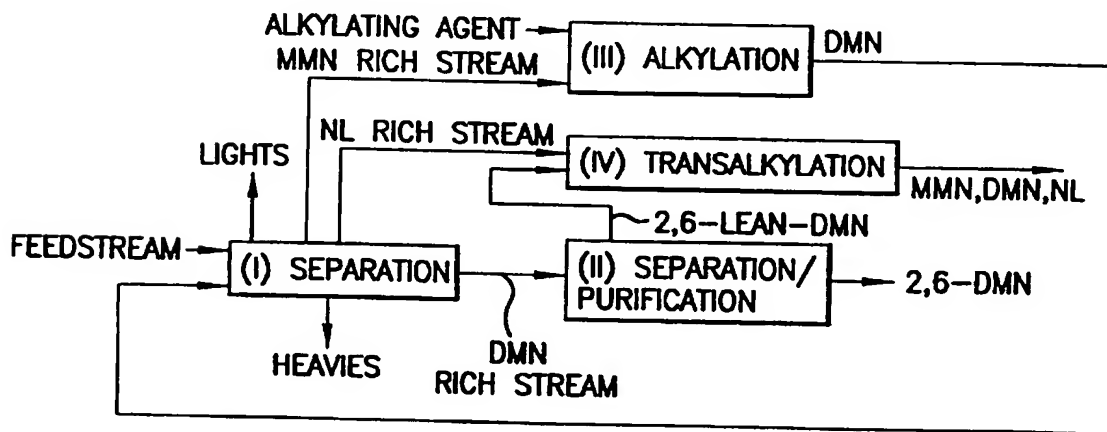 ALKYLATING AGENT
MMN RICH STREAM
(III) ALKYLATION
DMN
NL RICH STREAM
(IV) TRANSALKYLATION
MMN,DMN,NL
LIGHTS
2,6-LEAN-DMN
FEEDSTREAM
(I) SEPARATION
(II) SEPARATION/
PURIFICATION
2,6-DMN
HEAVIES
DMN
RICH STREAM